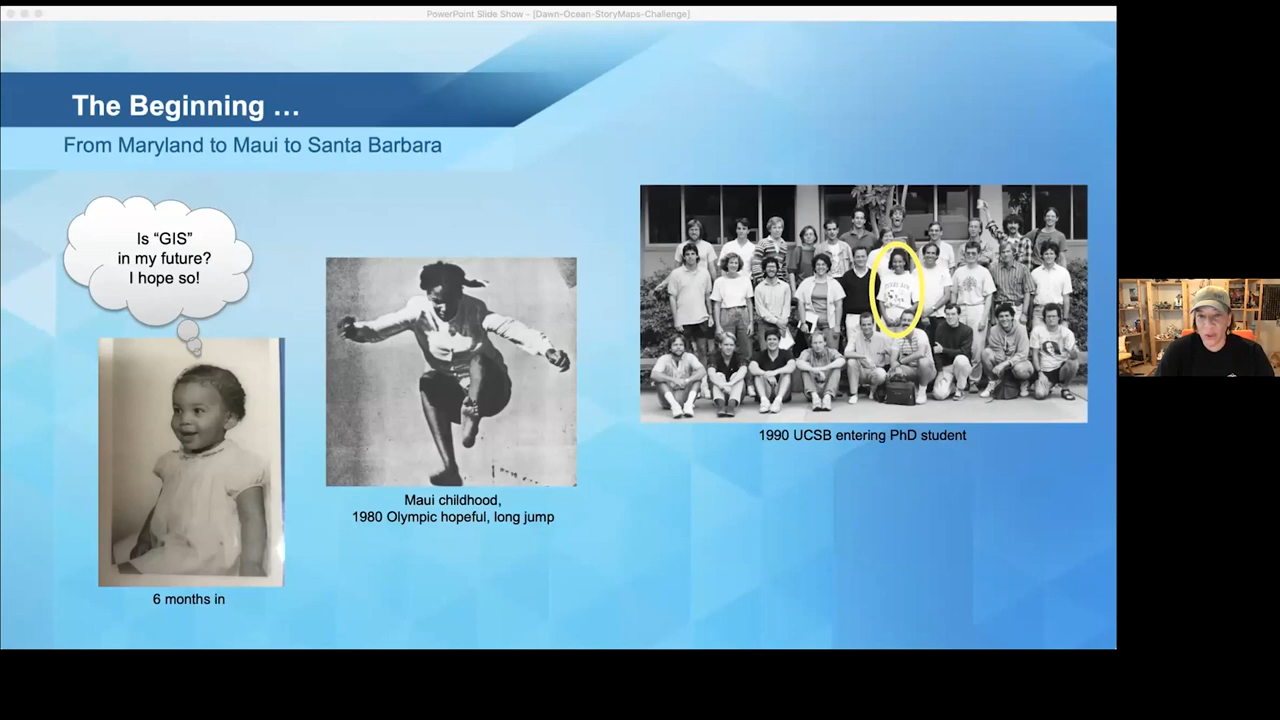 PowerPoint Slide Show - [Dawn-Ocean-StoryMaps-Challenge]
The Beginning …
From Maryland to Maui to Santa Barbara
Is “GIS”
in my future?
I hope so!
6 months in
Maui childhood,
1980 Olympic hopeful, long jump
1990 UCSB entering PhD student